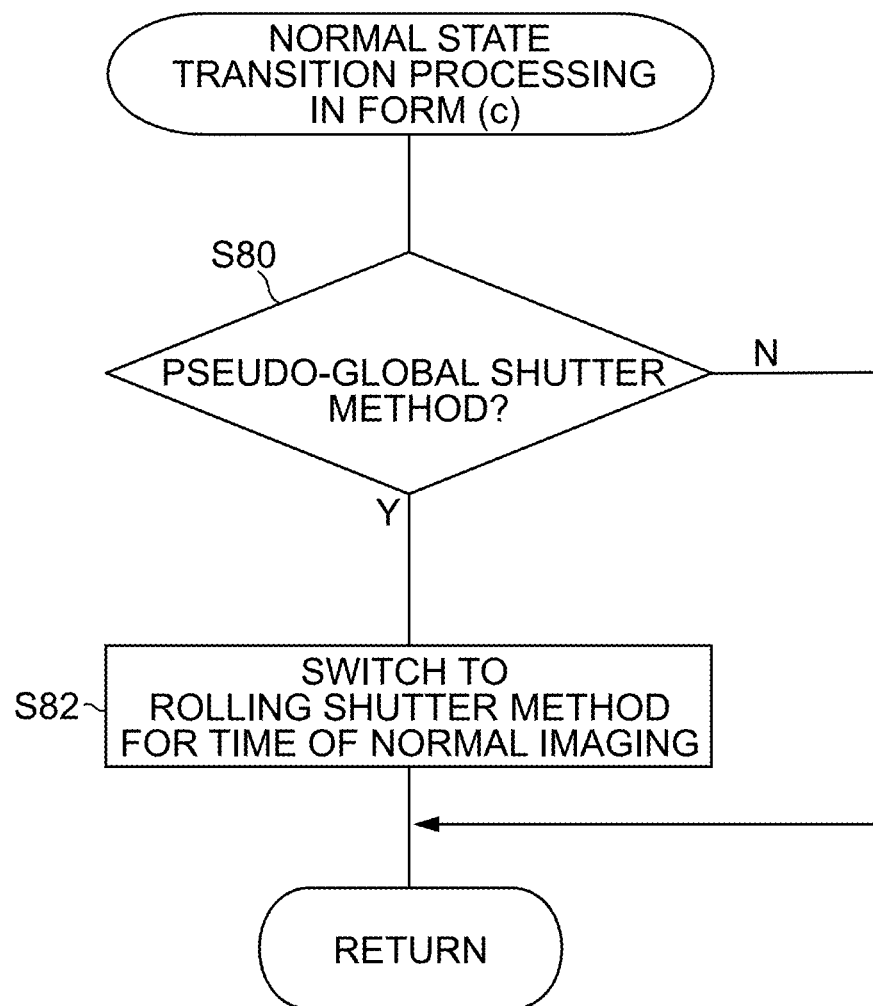 NORMAL STATE
TRANSITION PROCESSING
IN FORM (c)
S80
PSEUDO-GLOBAL SHUTTER
METHOD?
N
Y
S82
SWITCH TO
ROLLING SHUTTER METHOD
FOR TIME OF NORMAL IMAGING
RETURN